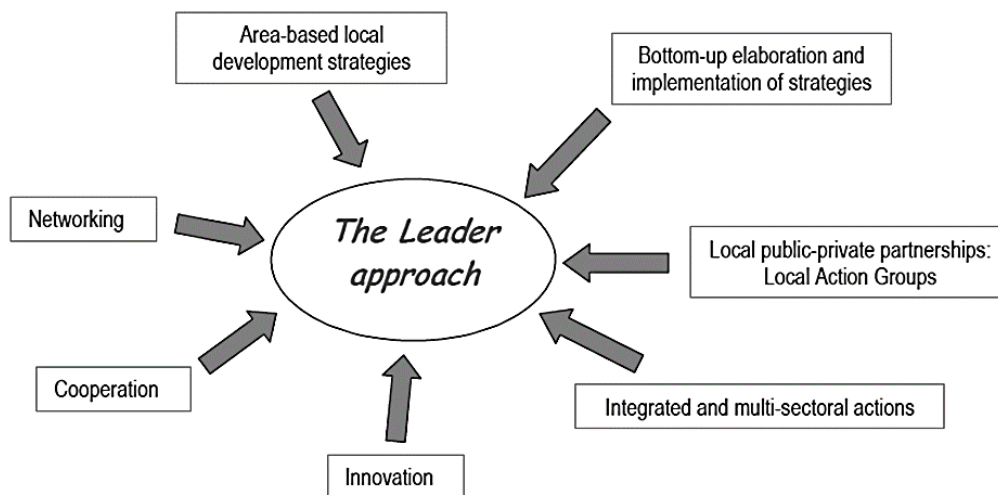 Area-based local
development strategies
Bottom-up elaboration and
implementation of strategies
Networking
The Leader
approach
Local public-private partnerships:
Local Action Groups
Cooperation
Integrated and multi-sectoral actions
Innovation